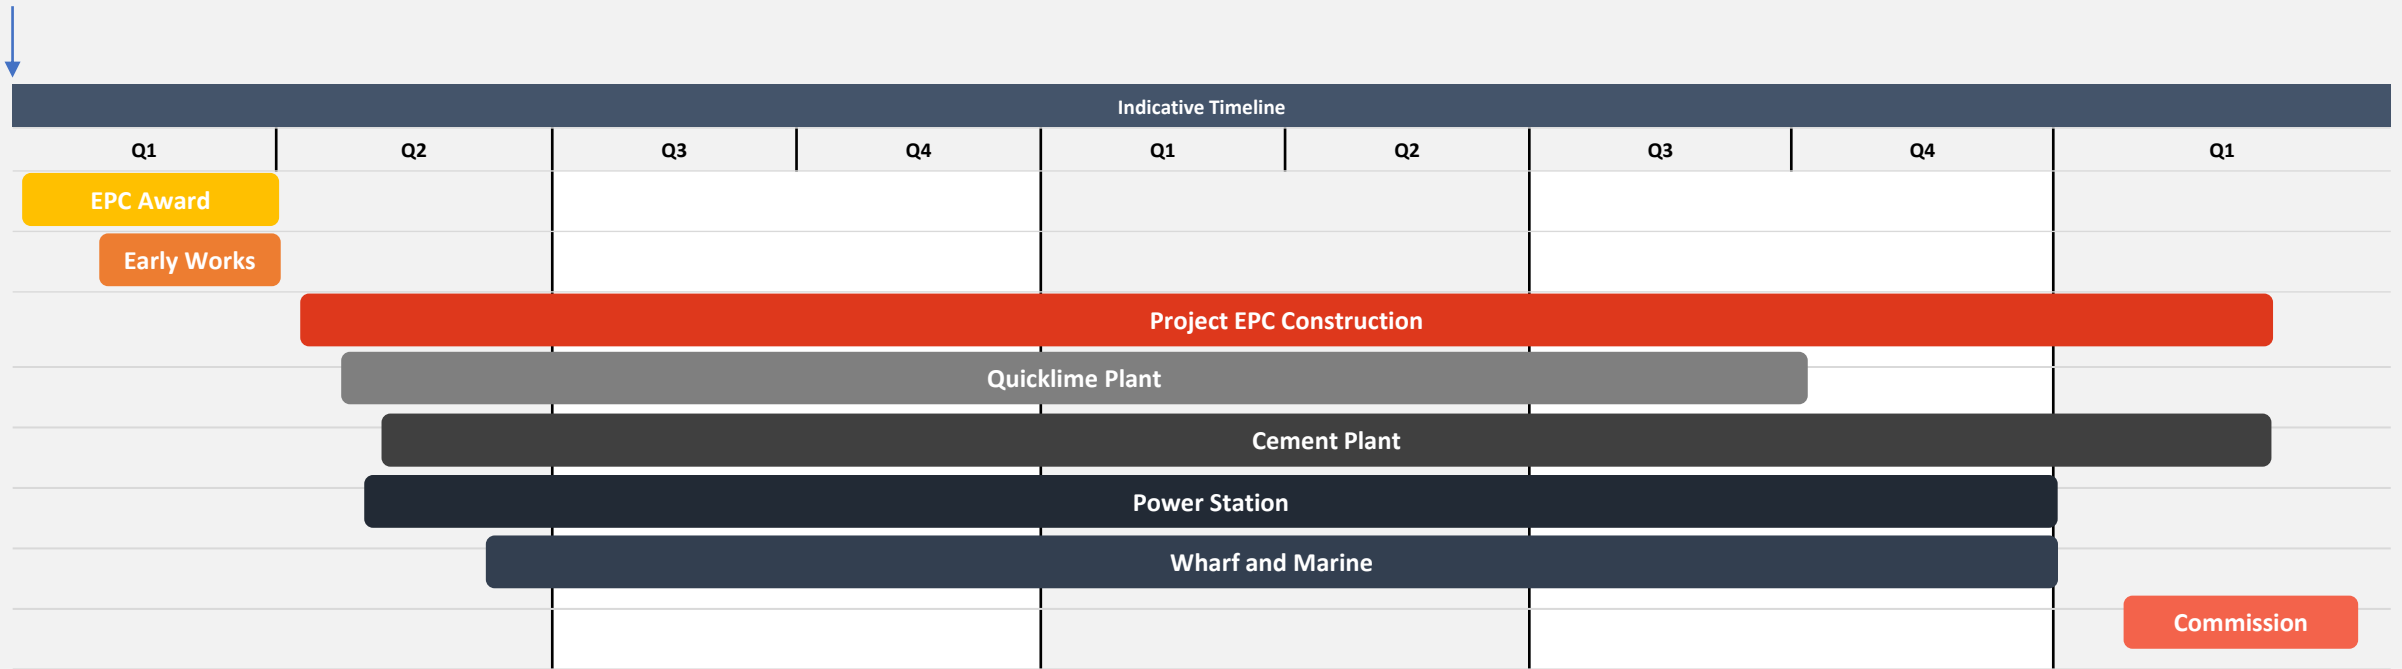 Indicative Timeline
Q1 Q2 Q3 Q4 Q1 Q2 Q3 Q4 Q1
EPC Award
Early Works
Project EPC Construction
Quicklime Plant
Cement Plant
Power Station
Wharf and Marine
Commission